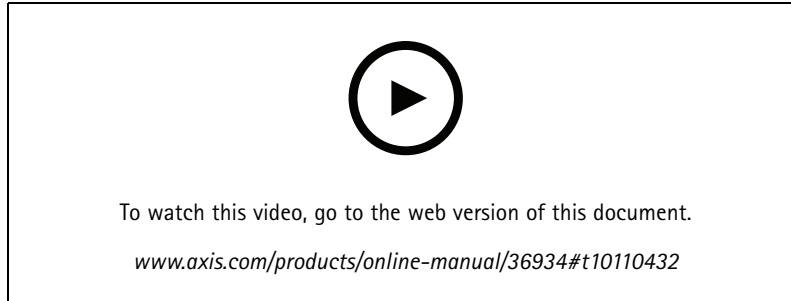 To watch this video, go to the web version of this document.
www.axis.com/products/online-manual/36934#t10110432